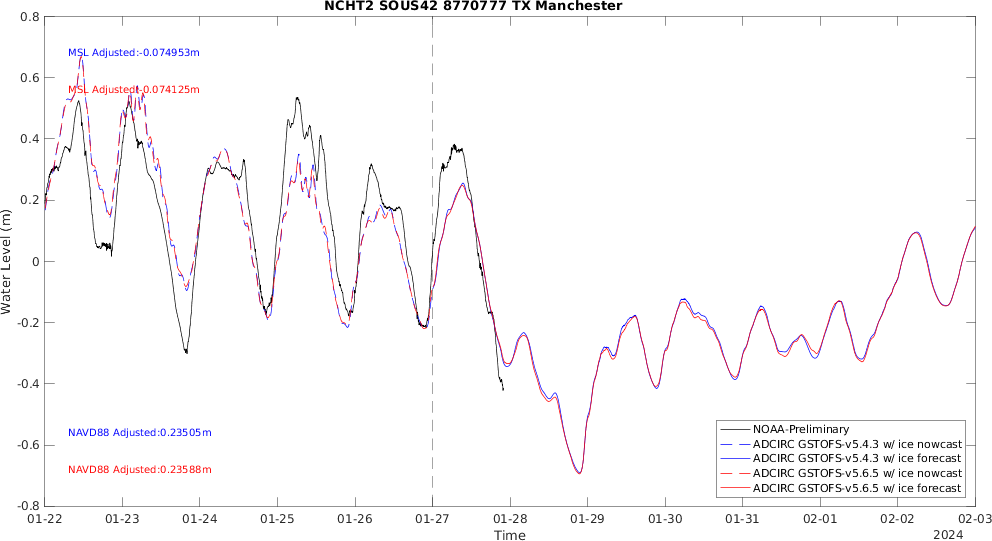 NCHT2 SOUS42 8770777 TX Manchester
0.8
0.6
0.4
0.2
0
-0.2
-0.4
-0.6
-0.8
Water Level (m)
MSL Adjusted:-0.074953m
MSL Adjusted:-0.074125m
NAVD88 Adjusted:0.23505m
NAVD88 Adjusted:0.23588m
NOAA-Preliminary
ADCIRC GSTOFS-v5.4.3 w/ ice nowcast
ADCIRC GSTOFS-v5.4.3 w/ ice forecast
ADCIRC GSTOFS-v5.6.5 w/ ice nowcast
ADCIRC GSTOFS-v5.6.5 w/ ice forecast
01-22 01-23 01-24 01-25 01-26 01-27 01-28 01-29 01-30 01-31 02-01 02-02 02-03
Time
2024